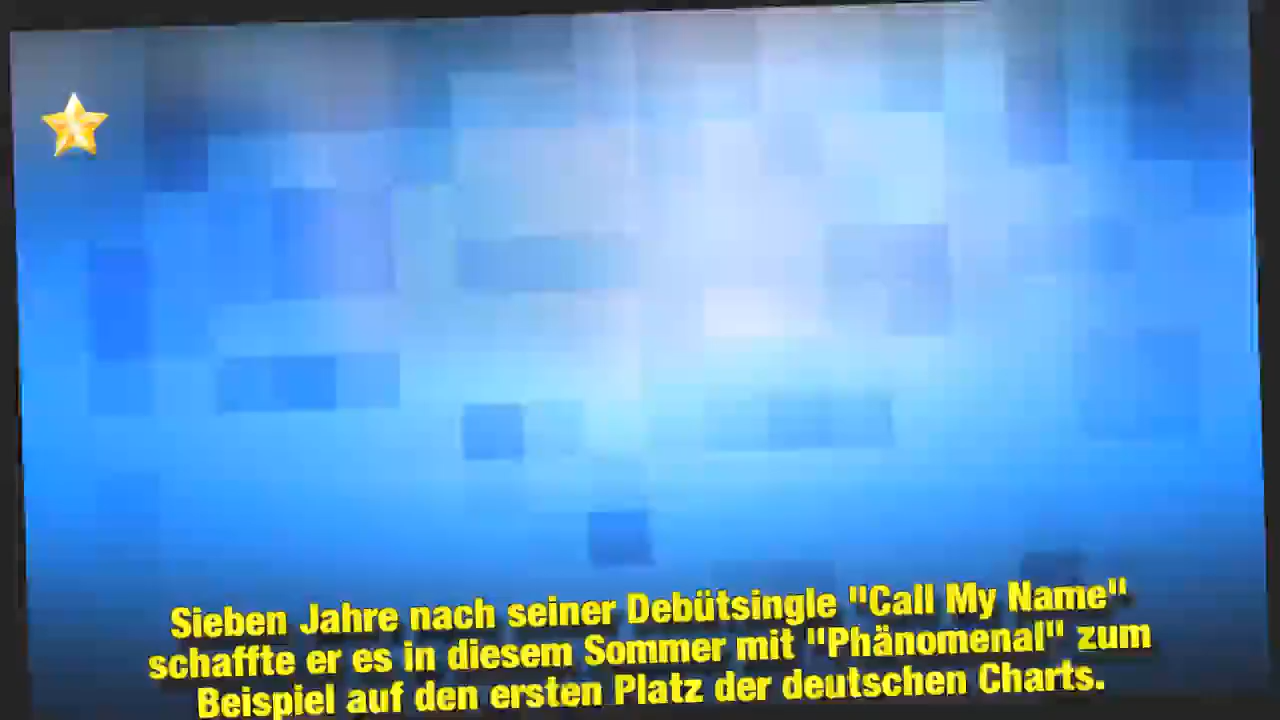 Sieben Jahre nach seiner Debütsingle "Call My Name"
schaffte er es in diesem Sommer mit "Phänomenal" zum
Beispiel auf den ersten Platz der deutschen Charts.